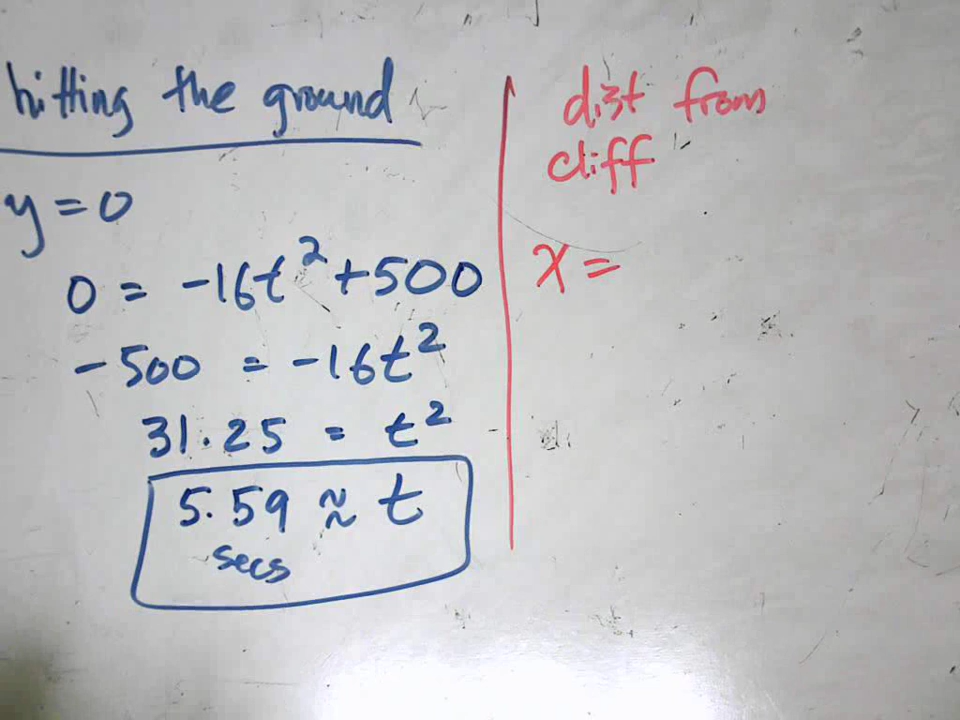 hitting the ground
y = 0
0 = -16t² + 500
-500 = -16t²
31.25 = t²
5.59 ≈ t
secs
dist from
cliff
x =